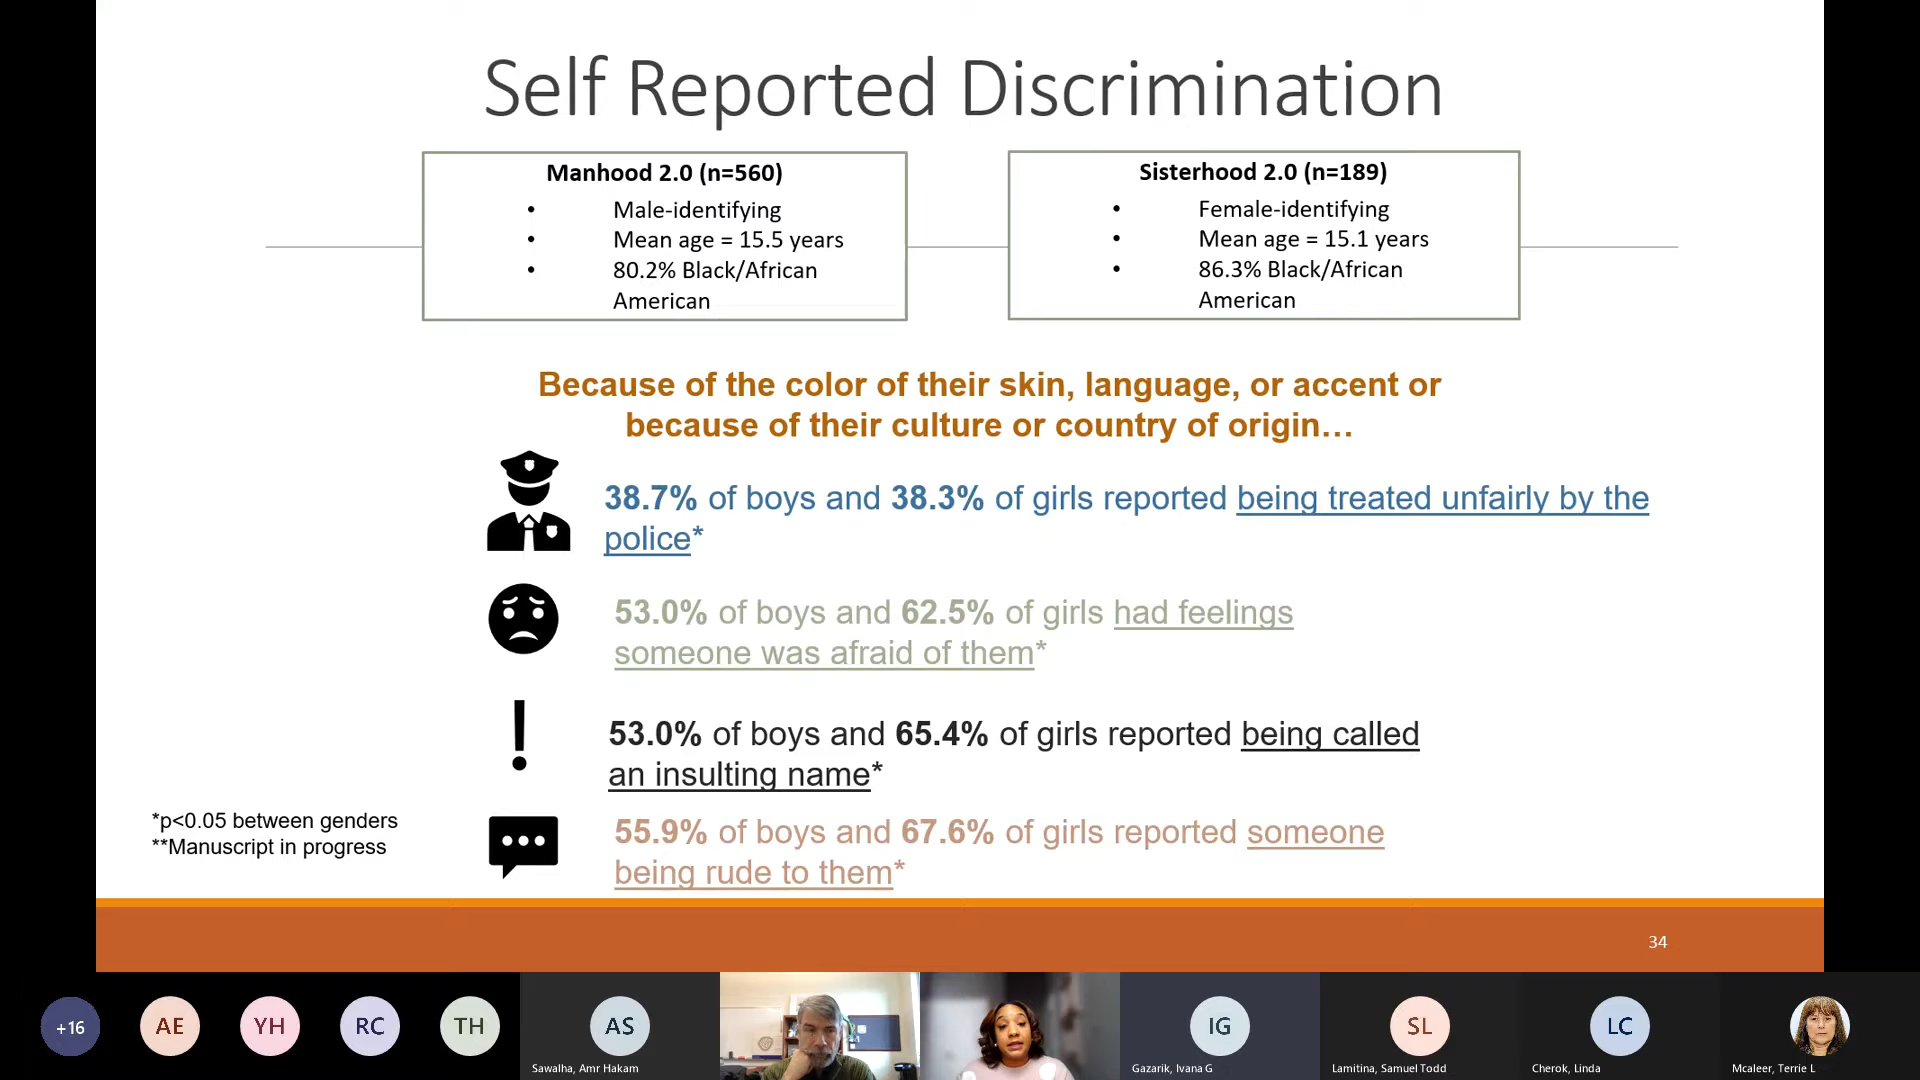 Self Reported Discrimination
Manhood 2.0 (n=560)
• Male-identifying
• Mean age = 15.5 years
• 80.2% Black/African
American
Sisterhood 2.0 (n=189)
• Female-identifying
• Mean age = 15.1 years
• 86.3% Black/African
American
Because of the color of their skin, language, or accent or
because of their culture or country of origin…
38.7% of boys and 38.3% of girls reported being treated unfairly by the
police*
53.0% of boys and 62.5% of girls had feelings
someone was afraid of them*
53.0% of boys and 65.4% of girls reported being called
an insulting name*
55.9% of boys and 67.6% of girls reported someone
being rude to them*
*p<0.05 between genders
**Manuscript in progress
34
+16
AE
YH
RC
TH
AS
Sawalha, Amr Hakam
IG
Gazarik, Ivana G
SL
Lamitina, Samuel Todd
LC
Cherok, Linda
Mcaleer, Terrie L